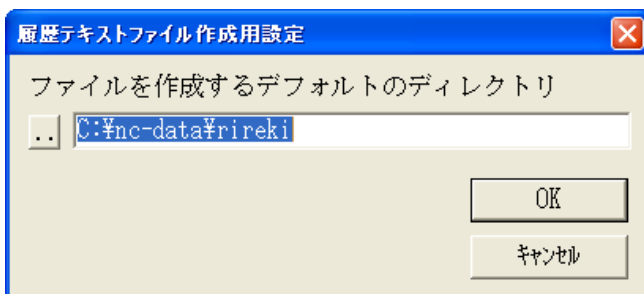 履歴テキストファイル作成用設定
ファイルを作成するデフォルトのディレクトリ
.. C:¥nc-data¥rireki
OK
ｷｬﾝｾﾙ